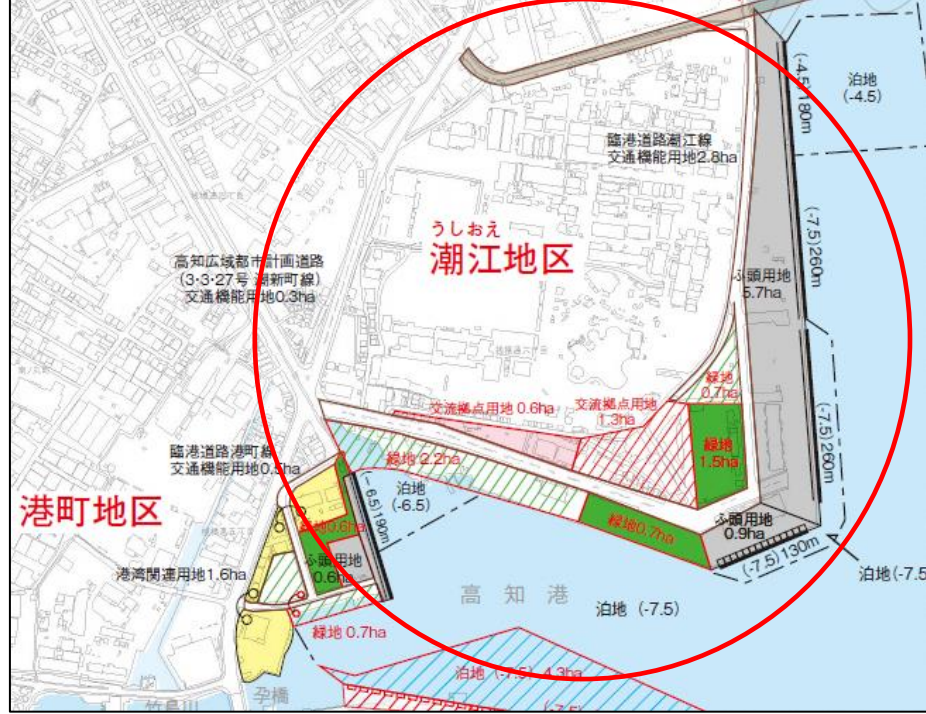 泊地
(-4.5)
(-4.5)180m
臨港道路潮江線
交通機能用地2.8ha
うしおえ
潮江地区
(-7.5)260m
高知広域都市計画道路
(3・3・27号 潮新町線)
交通機能用地0.3ha
ふ頭用地
5.7ha
緑地
0.7ha
交流拠点用地 0.6ha
交流拠点用地
1.3ha
(-7.5)260m
緑地
1.5ha
臨港道路港町線
交通機能用地0.5ha
緑地 2.2ha
泊地
(-6.5)
(-6.5)190m
港町地区
緑地0.6ha
緑地0.7ha
ふ頭用地
0.9ha
ふ頭用地
0.6ha
(-7.5)130m
港湾関連用地1.6ha
泊地(-7.5
高知港
泊地 (-7.5)
緑地 0.7ha
泊地 (-7.5) 4.3ha
孕橋
竹島川
(-7.5)